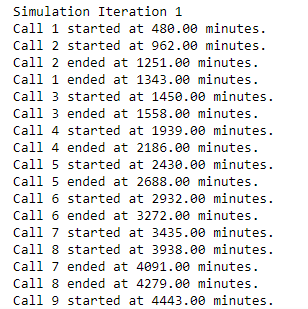 Simulation Iteration 1
Call 1 started at 480.00 minutes.
Call 2 started at 962.00 minutes.
Call 2 ended at 1251.00 minutes.
Call 1 ended at 1343.00 minutes.
Call 3 started at 1450.00 minutes.
Call 3 ended at 1558.00 minutes.
Call 4 started at 1939.00 minutes.
Call 4 ended at 2186.00 minutes.
Call 5 started at 2430.00 minutes.
Call 5 ended at 2688.00 minutes.
Call 6 started at 2932.00 minutes.
Call 6 ended at 3272.00 minutes.
Call 7 started at 3435.00 minutes.
Call 8 started at 3938.00 minutes.
Call 7 ended at 4091.00 minutes.
Call 8 ended at 4279.00 minutes.
Call 9 started at 4443.00 minutes.